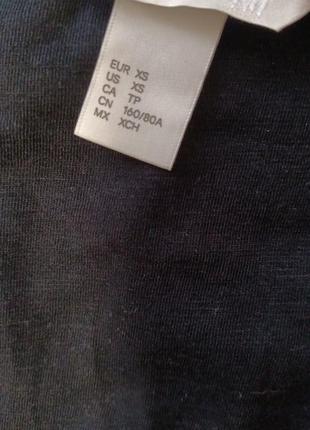 EUR XS
US XS
CA TP
CN 160/80A
MX XCH